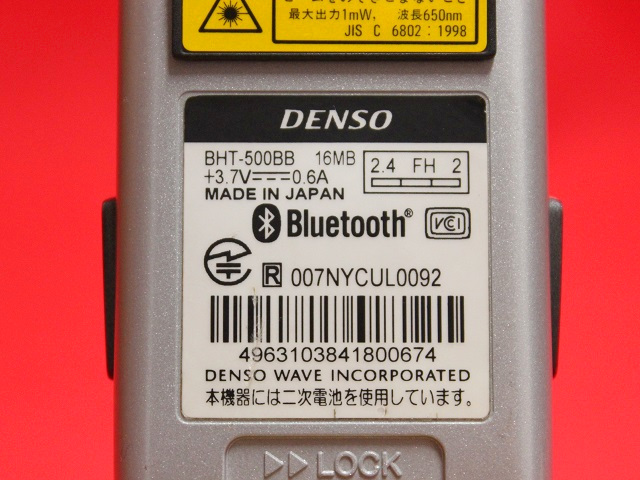 最大出力1mW, 波長650nm
JIS C 6802:1998
DENSO
BHT-500BB 16MB
+3.7V⎓0.6A
2.4 FH 2
MADE IN JAPAN
Bluetooth®
VCI
R 007NYCUL0092
4963103841800674
DENSO WAVE INCORPORATED
本機器には二次電池を使用しています。
▷▷LOCK